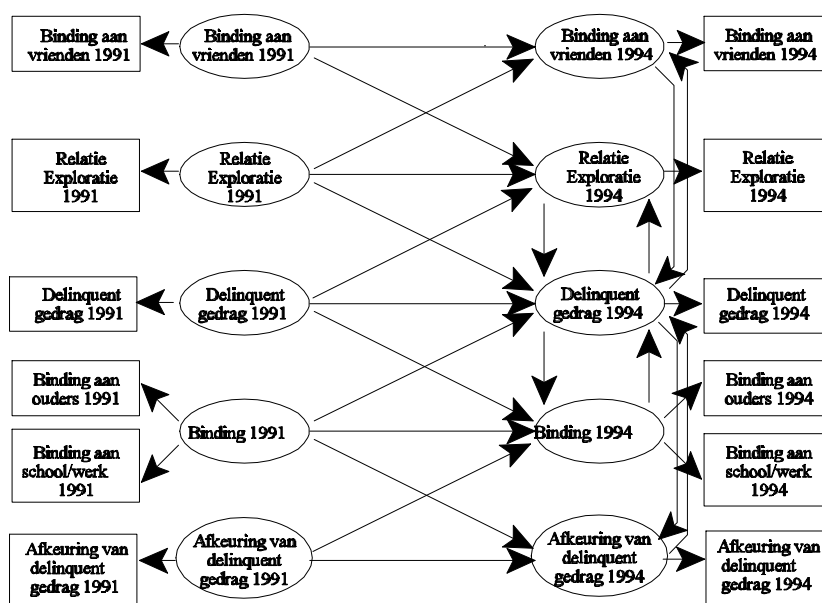 Binding aan
vrienden 1991
Binding aan
vrienden 1991
Binding aan
vrienden 1994
Binding aan
vrienden 1994
Relatie
Exploratie
1991
Relatie
Exploratie
1991
Relatie
Exploratie
1994
Relatie
Exploratie
1994
Delinquent
gedrag 1991
Delinquent
gedrag 1991
Delinquent
gedrag 1994
Delinquent
gedrag 1994
Binding aan
ouders 1991
Binding aan
school/werk
1991
Binding 1991
Binding 1994
Binding aan
ouders 1994
Binding aan
school/werk
1994
Afkeuring van
delinquent
gedrag 1991
Afkeuring van
delinquent
gedrag 1991
Afkeuring van
delinquent
gedrag 1994
Afkeuring van
delinquent
gedrag 1994